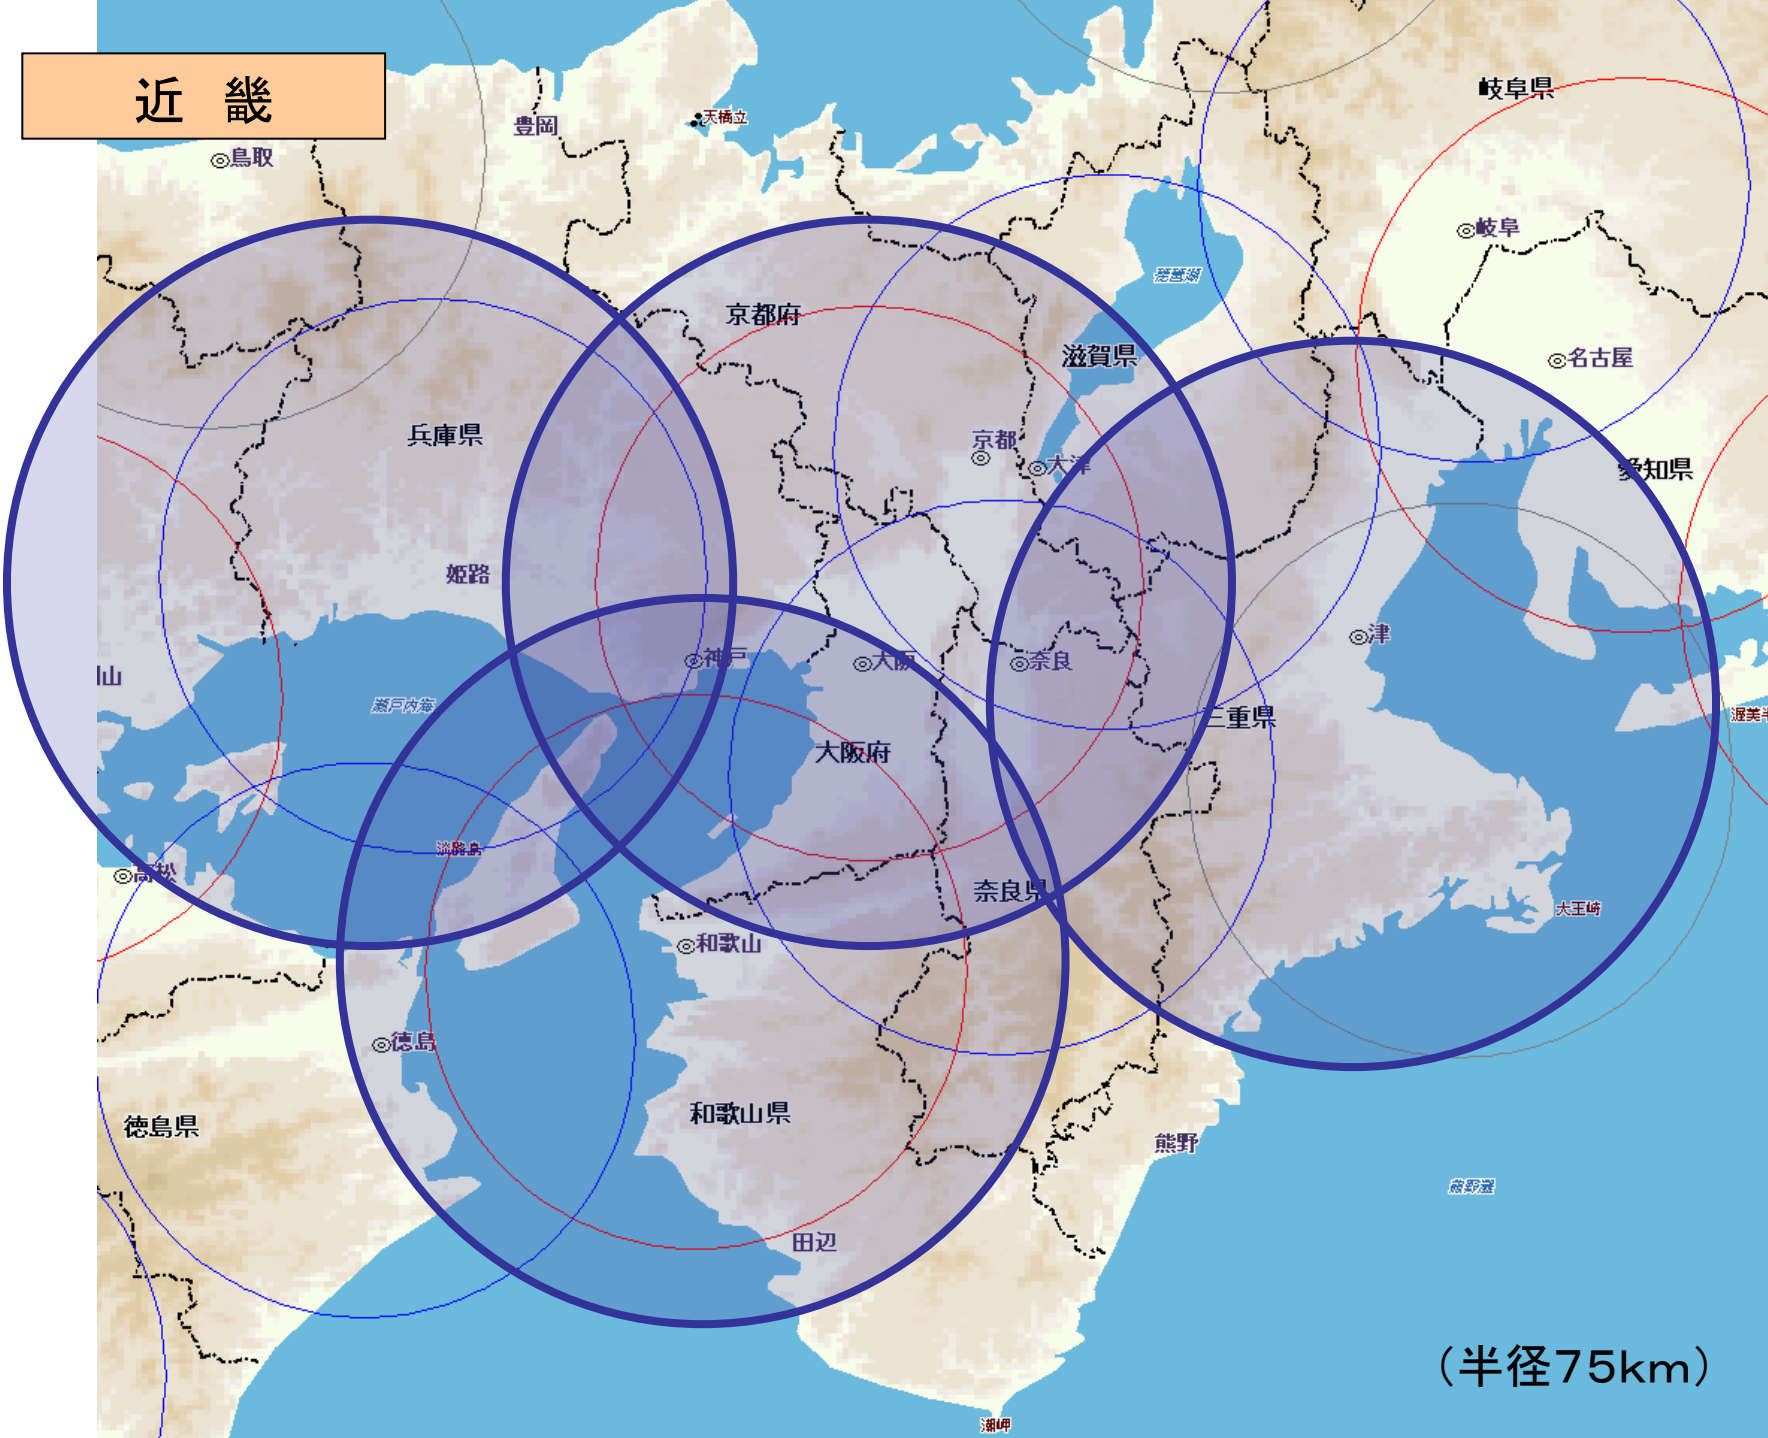 近 畿
豊岡
天橋立
岐阜県
◎鳥取
◎岐阜
琵琶湖
京都府
滋賀県
◎名古屋
兵庫県
京都
◎
◎大津
愛知県
姫路
◎津
◎神戸
◎大阪
◎奈良
山
瀬戸内海
三重県
渥美半
大阪府
淡路島
◎高松
奈良県
大王崎
◎和歌山
◎徳島
和歌山県
徳島県
熊野
熊野灘
田辺
（半径75km）
潮岬